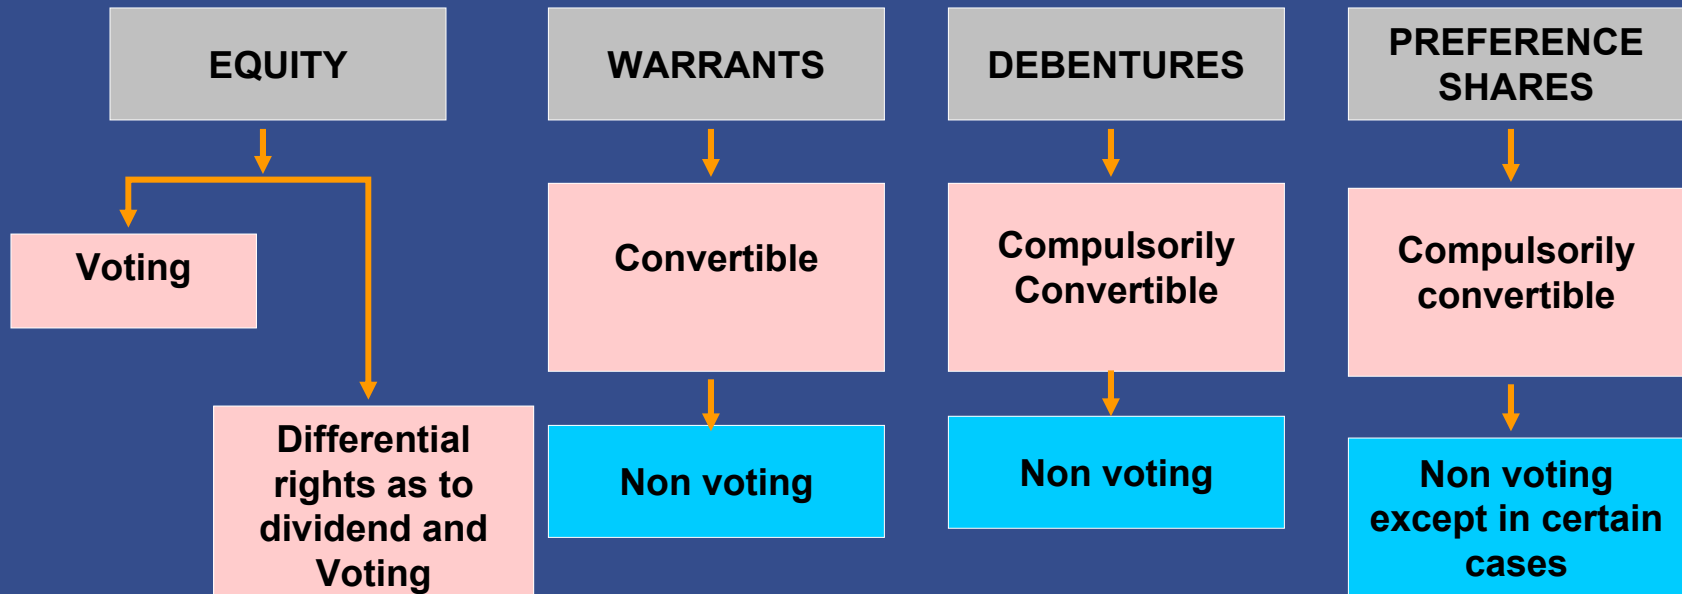 EQUITY
WARRANTS
DEBENTURES
PREFERENCE
SHARES
Voting
Differential
rights as to
dividend and
Voting
Convertible
Non voting
Compulsorily
Convertible
Non voting
Compulsorily
convertible
Non voting
except in certain
cases